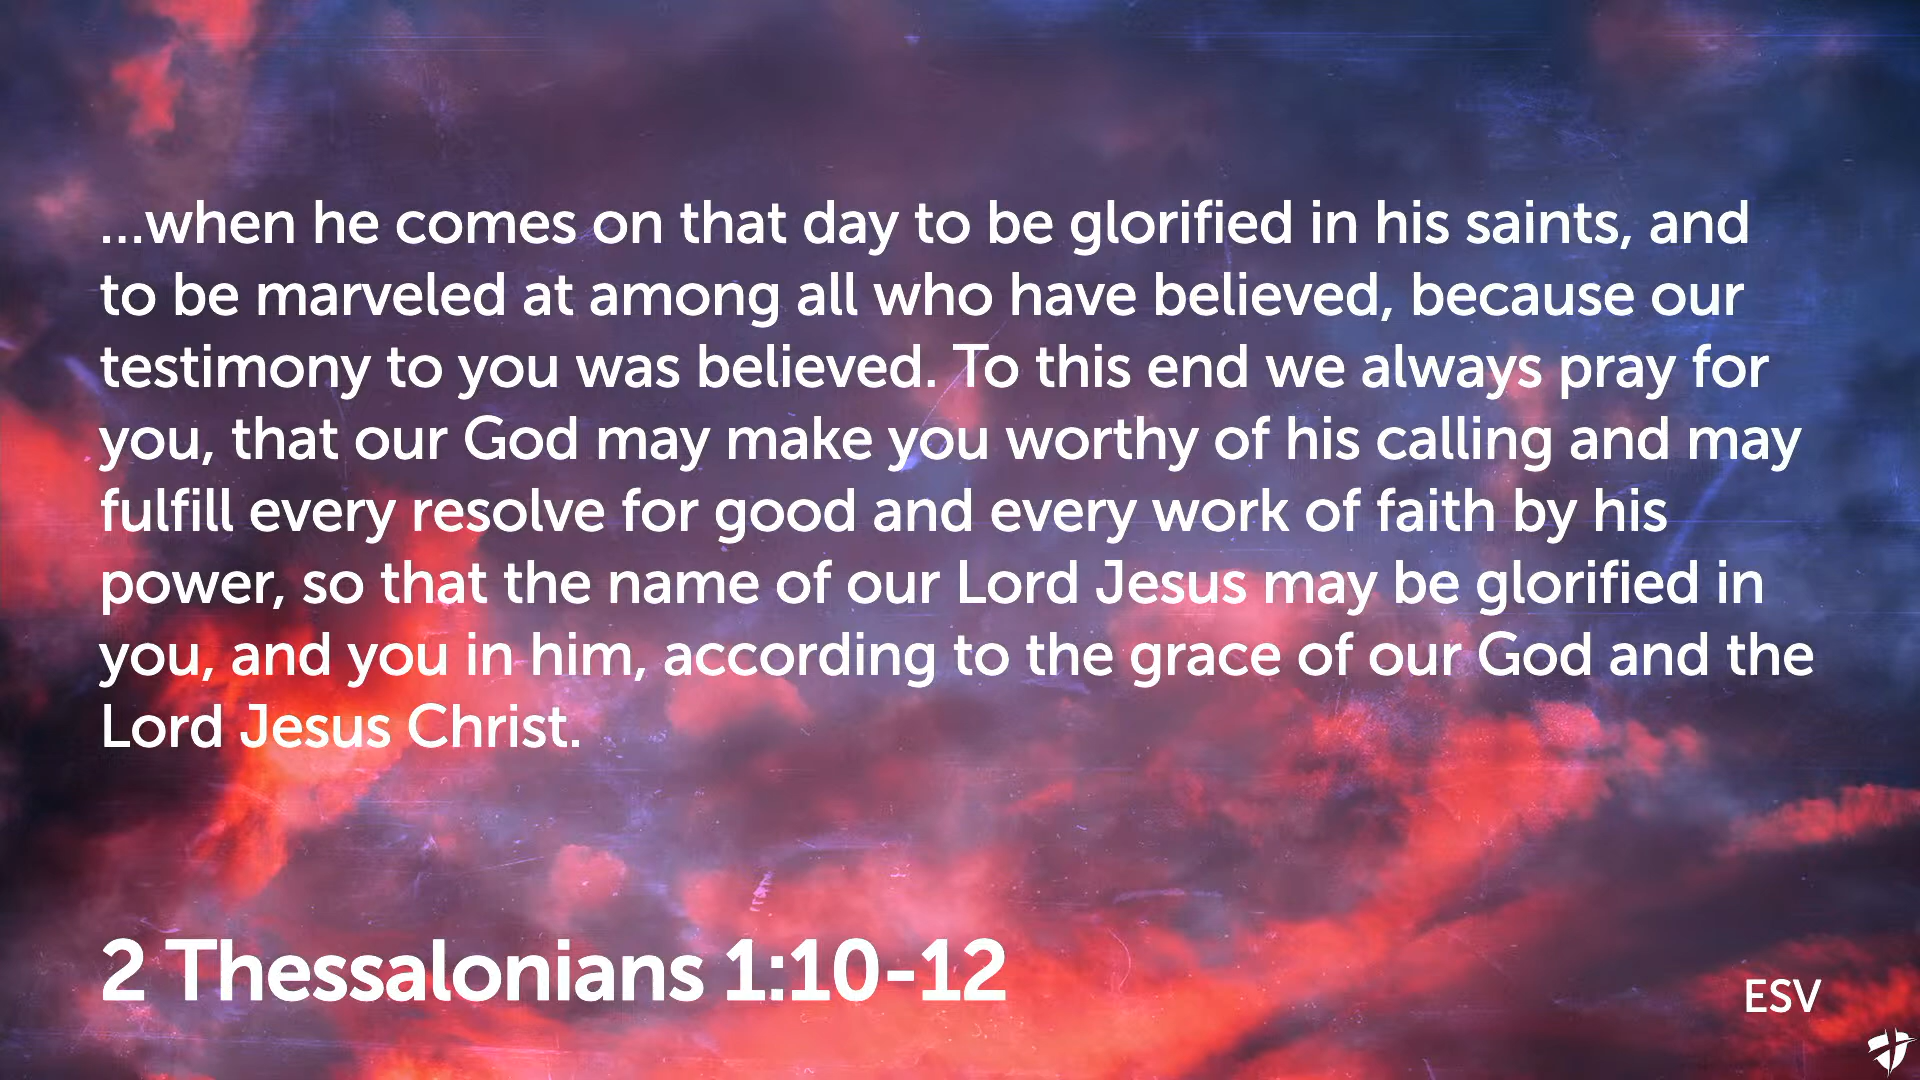 ...when he comes on that day to be glorified in his saints, and
to be marveled at among all who have believed, because our
testimony to you was believed. To this end we always pray for
you, that our God may make you worthy of his calling and may
fulfill every resolve for good and every work of faith by his
power, so that the name of our Lord Jesus may be glorified in
you, and you in him, according to the grace of our God and the
Lord Jesus Christ.
2 Thessalonians 1:10-12
ESV